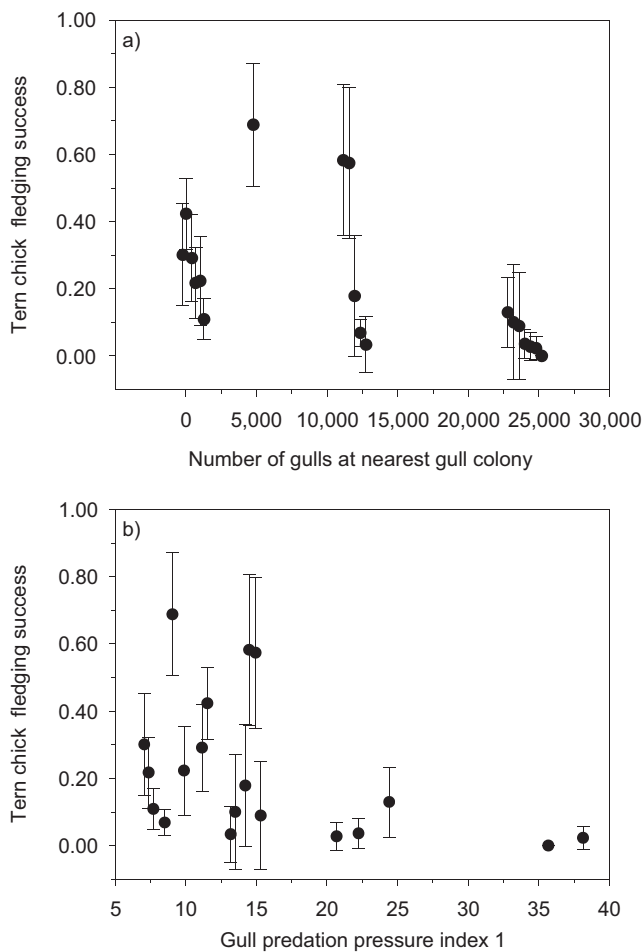 a)
1.00
0.80
0.60
0.40
0.20
0.00
Tern chick fledging success
0 5,000 10,000 15,000 20,000 25,000 30,000
Number of gulls at nearest gull colony
b)
1.00
0.80
0.60
0.40
0.20
0.00
Tern chick fledging success
5 10 15 20 25 30 35 40
Gull predation pressure index 1